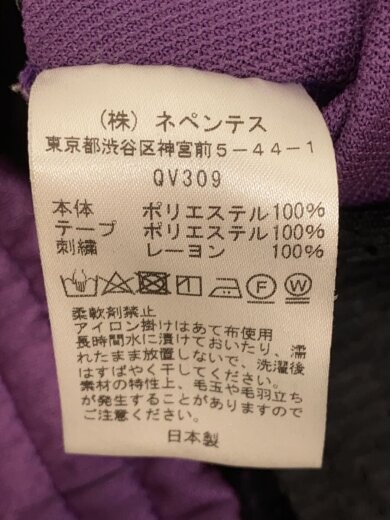 (株) ネペンテス
東京都渋谷区神宮前5-44-1
QV309
本体 ポリエステル100%
テープ ポリエステル100%
刺繍 レーヨン 100%
F W
柔軟剤禁止
アイロン掛けはあて布使用
長時間水に漬けておいたり、濡
れたまま放置しないで、洗濯後
はすばやく干してください。
素材の特性上、毛玉や毛羽立ち
が発生することがありますので
ご注意ください。
日本製